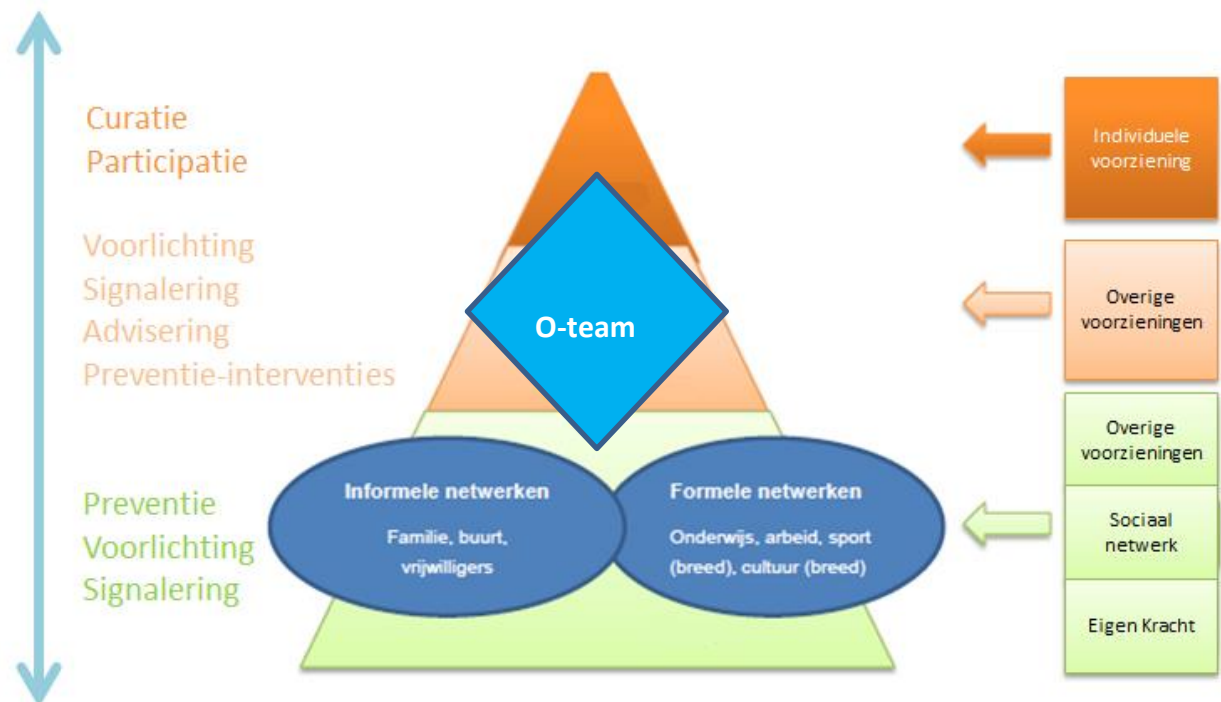 Curatie
Participatie
Voorlichting
Signalering
Advisering
Preventie-interventies
Preventie
Voorlichting
Signalering
O-team
Informele netwerken
Familie, buurt,
vrijwilligers
Formele netwerken
Onderwijs, arbeid, sport
(breed), cultuur (breed)
Individuele
voorziening
Overige
voorzieningen
Overige
voorzieningen
Sociaal
netwerk
Eigen Kracht